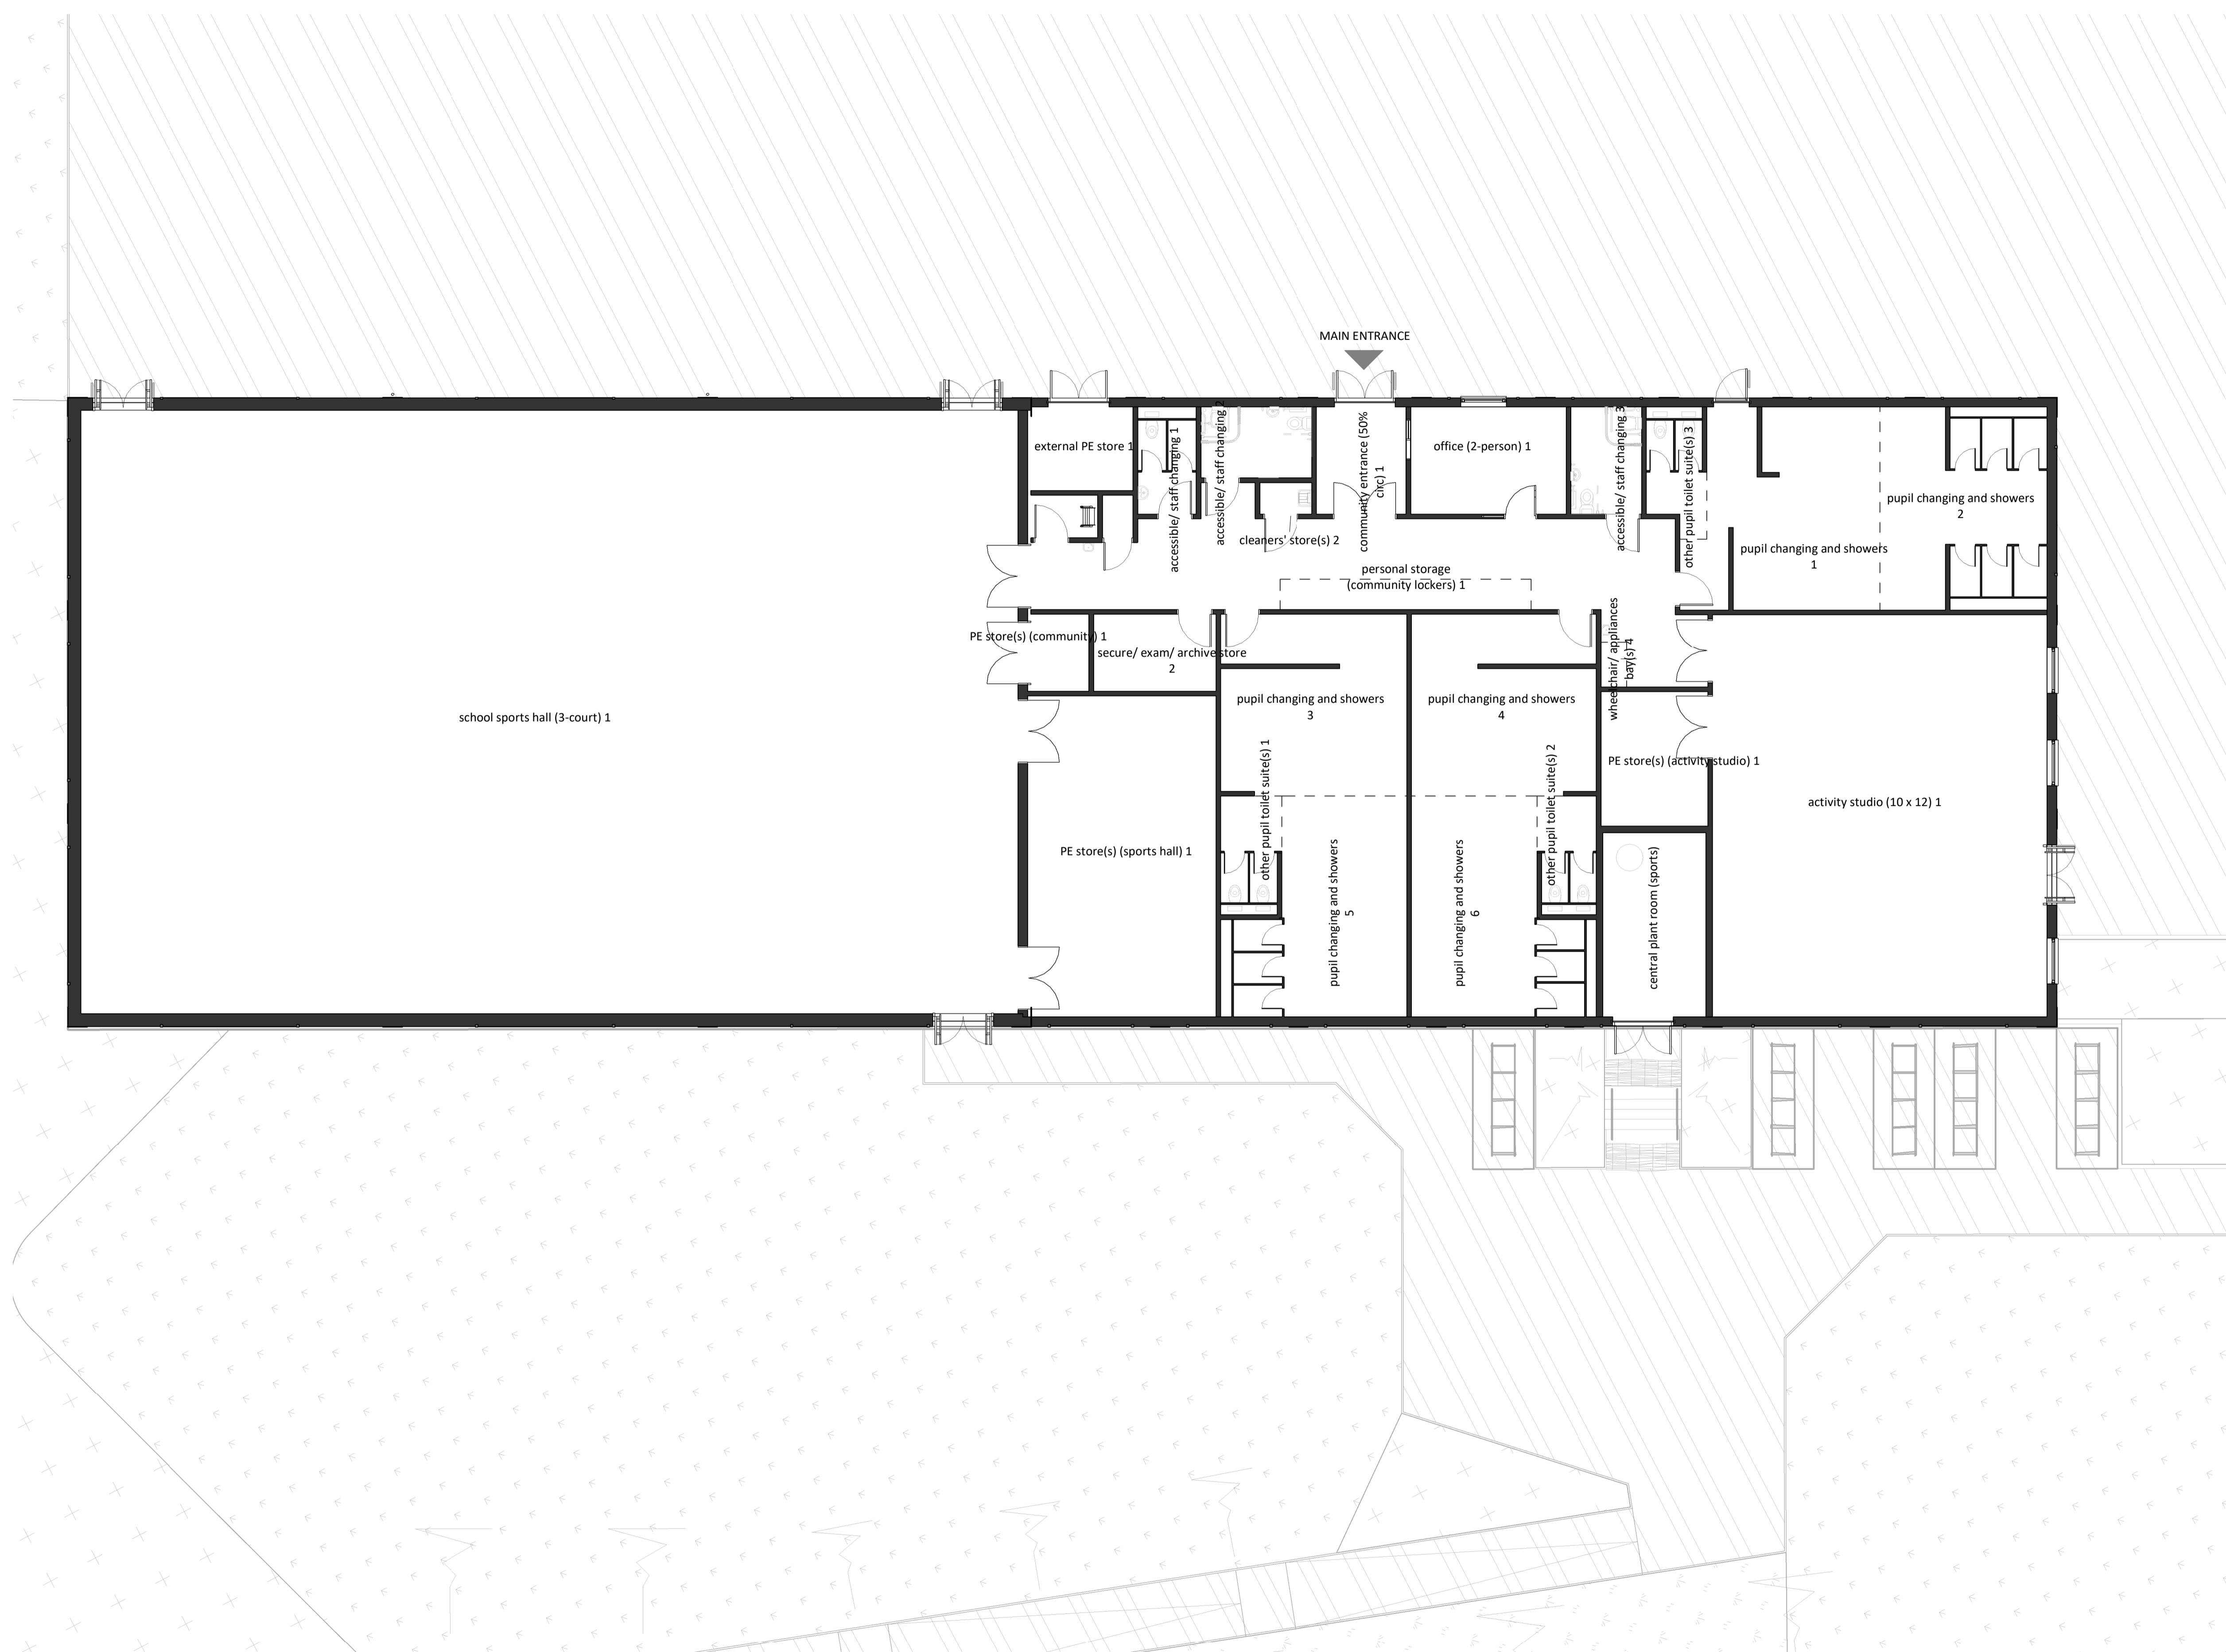 MAIN ENTRANCE
external PE store 1
accessible/ staff changing 1
accessible/ staff changing 2
cleaners' store(s) 2
community entrance (50%
circ) 1
office (2-person) 1
accessible/ staff changing 3
other pupil toilet suite(s) 3
pupil changing and showers
2
pupil changing and showers
1
personal storage
(community lockers) 1
PE store(s) (community) 1
secure/ exam/ archive store
2
wheelchair/ appliances
bay(s) 4
school sports hall (3-court) 1
pupil changing and showers
3
pupil changing and showers
4
other pupil toilet suite(s) 1
other pupil toilet suite(s) 2
PE store(s) (activity studio) 1
activity studio (10 x 12) 1
PE store(s) (sports hall) 1
pupil changing and showers
5
pupil changing and showers
6
central plant room (sports)